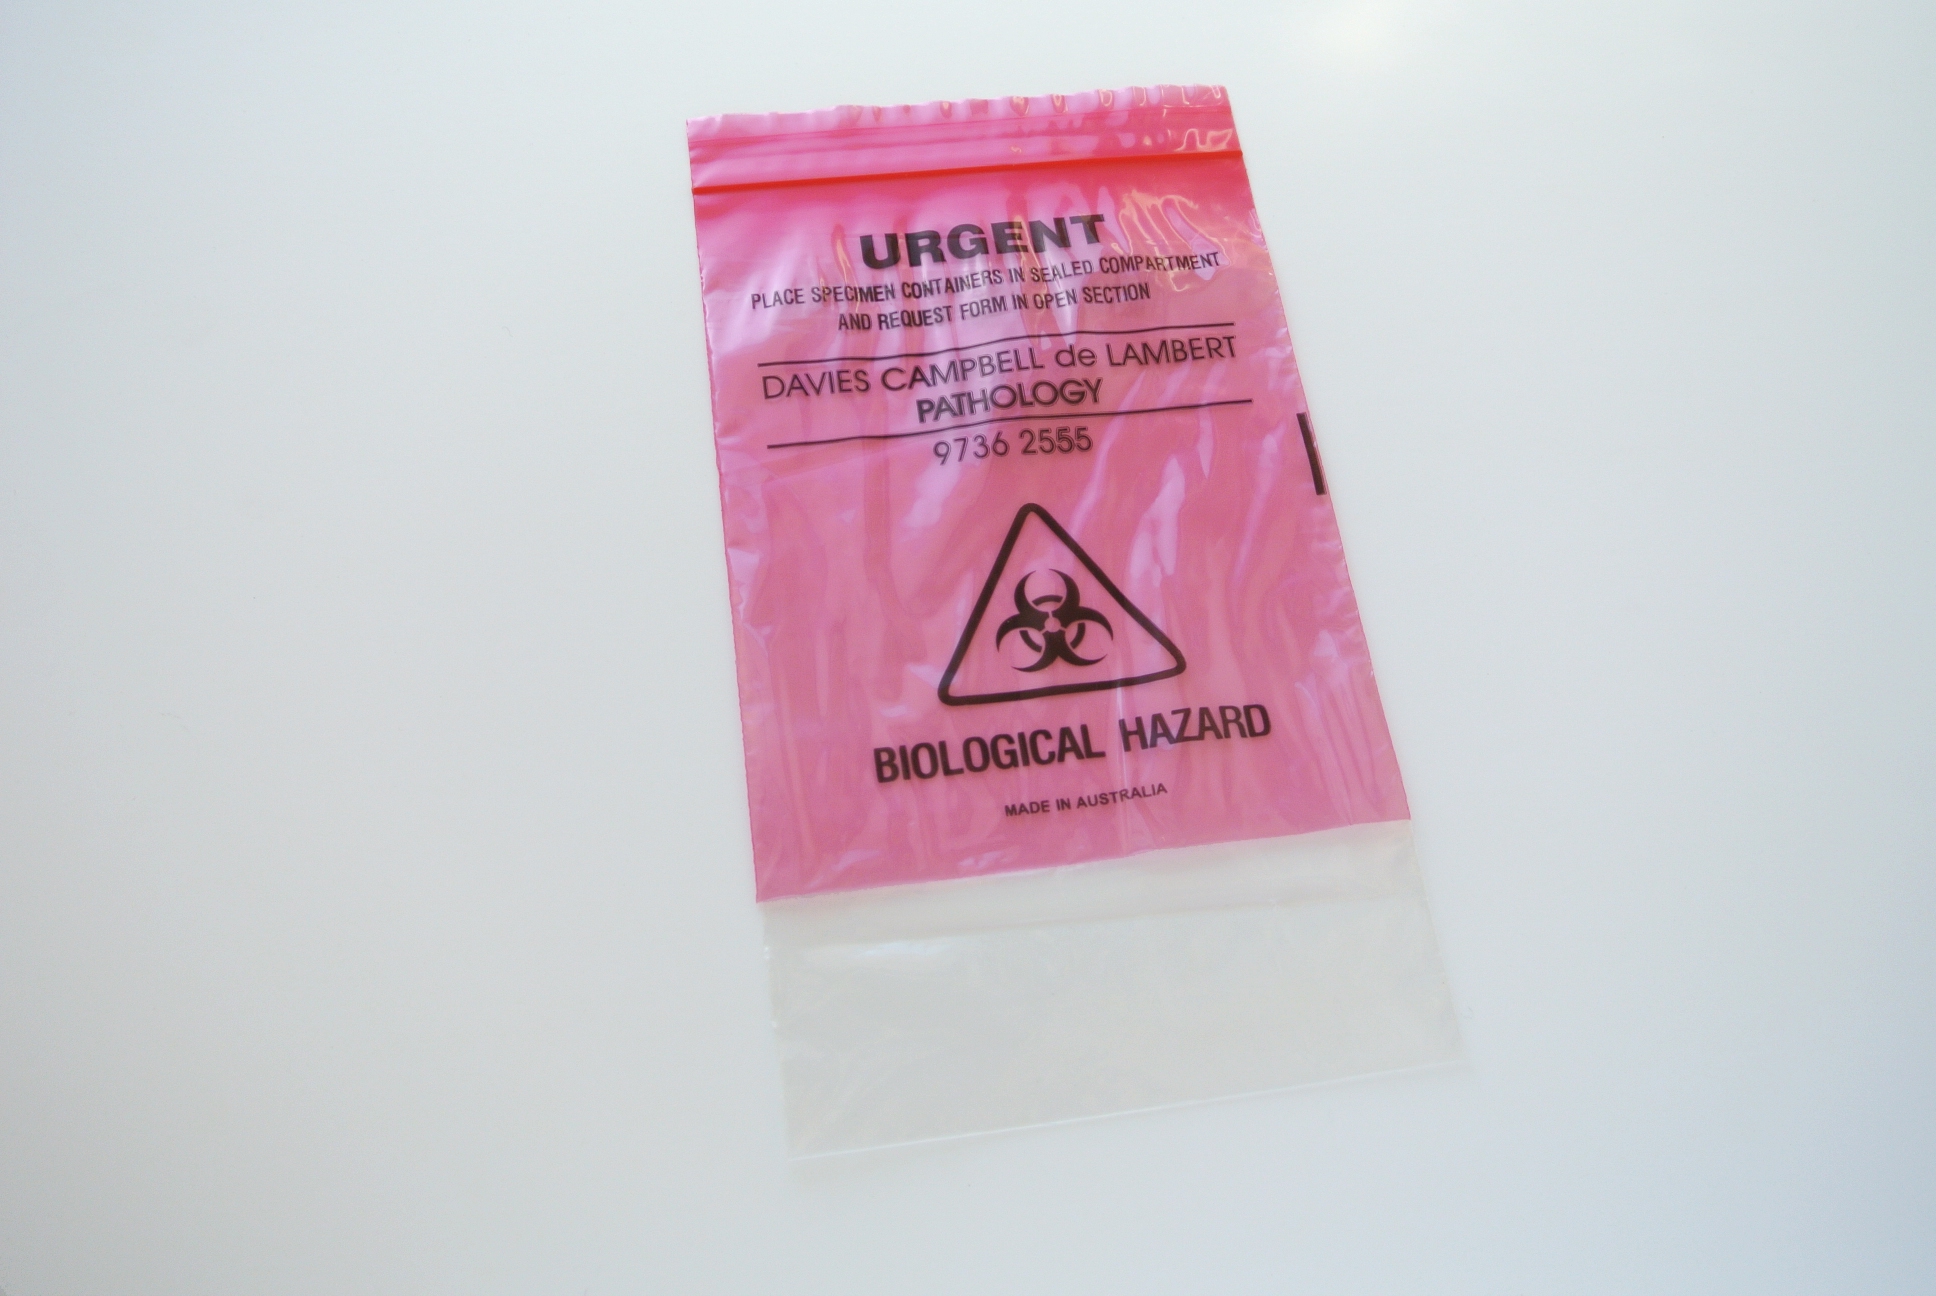 URGENT
PLACE SPECIMEN CONTAINERS IN SEALED COMPARTMENT
AND REQUEST FORM IN OPEN SECTION
DAVIES CAMPBELL de LAMBERT
PATHOLOGY
9736 2555
BIOLOGICAL HAZARD
MADE IN AUSTRALIA